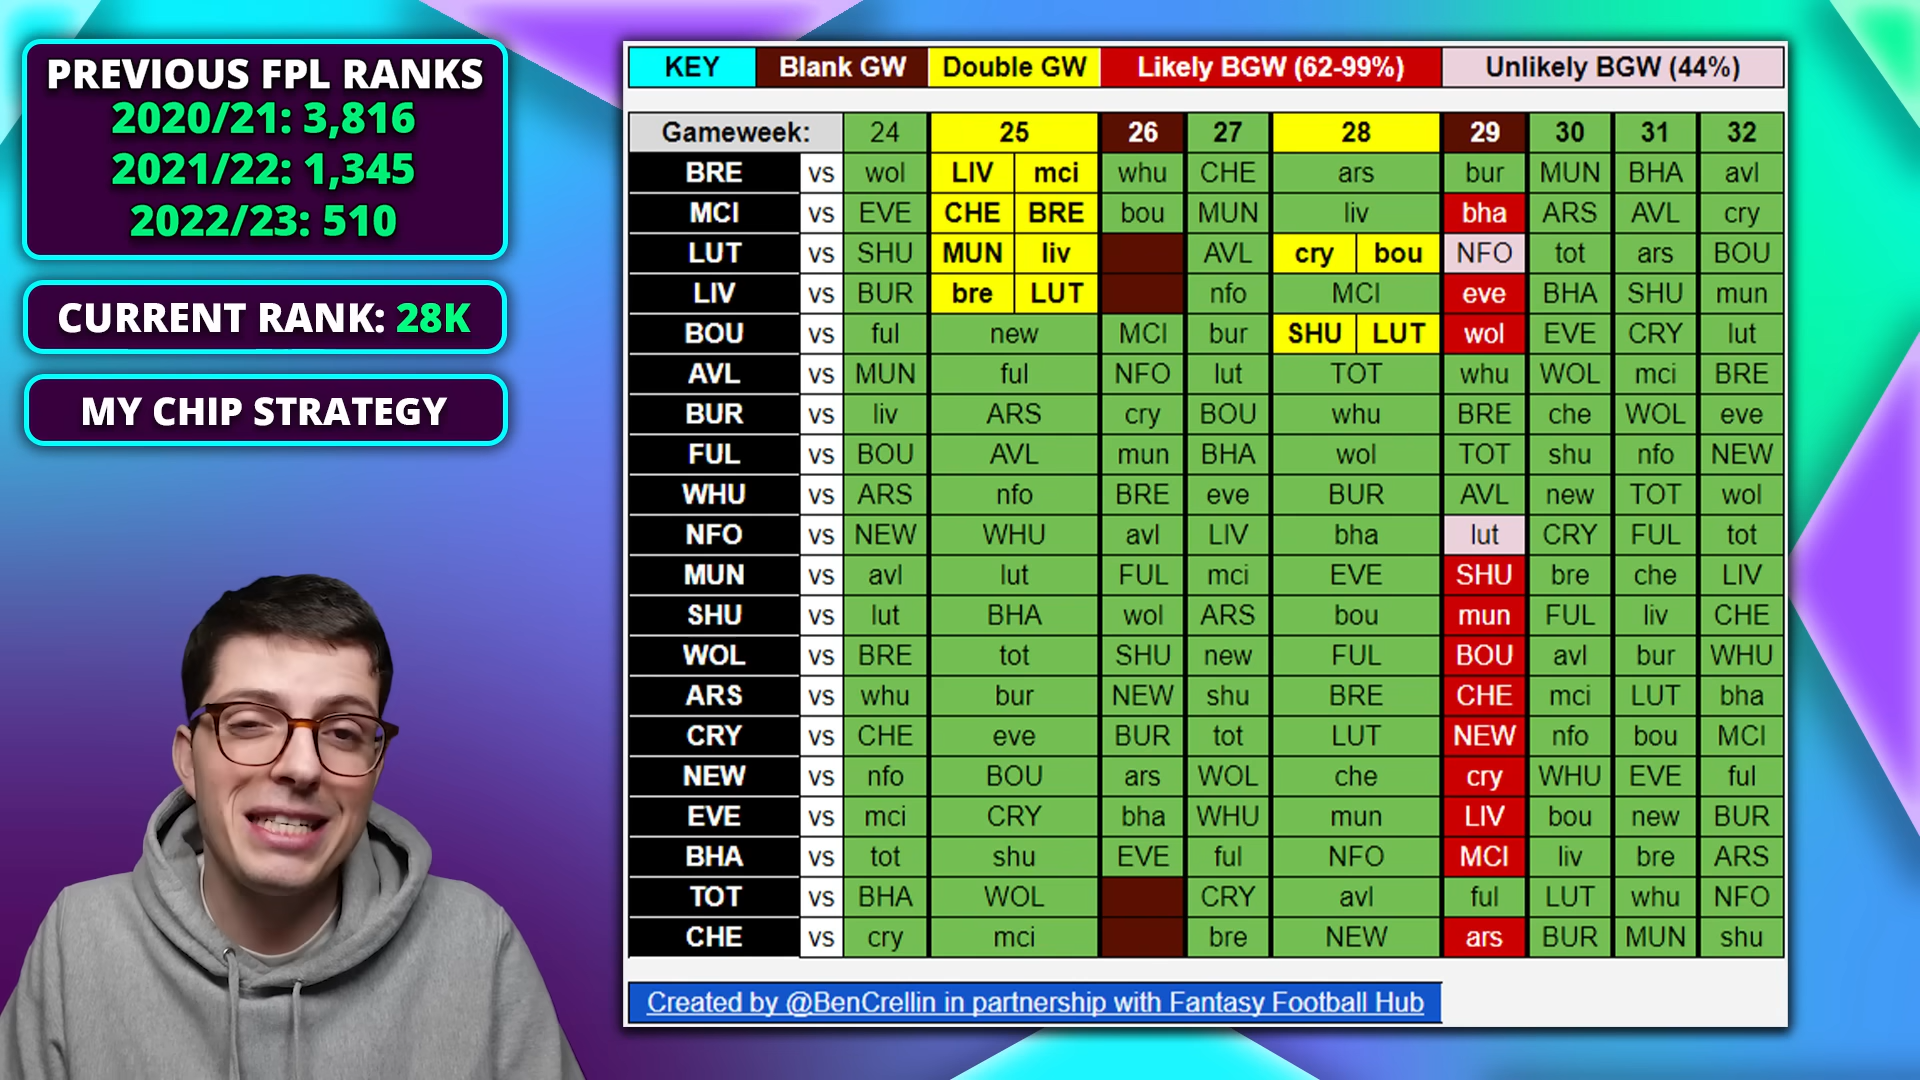 PREVIOUS FPL RANKS
2020/21: 3,816
2021/22: 1,345
2022/23: 510
CURRENT RANK: 28K
MY CHIP STRATEGY
KEY Blank GW Double GW Likely BGW (62-99%) Unlikely BGW (44%)
Gameweek: 24 25 26 27 28 29 30 31 32
BRE vs wol LIV mci whu CHE ars bur MUN BHA avl
MCI vs EVE CHE BRE bou MUN liv bha ARS AVL cry
LUT vs SHU MUN liv AVL cry bou NFO tot ars BOU
LIV vs BUR bre LUT nfo MCI eve BHA SHU mun
BOU vs ful new MCI bur SHU LUT wol EVE CRY lut
AVL vs MUN ful NFO lut TOT whu WOL mci BRE
BUR vs liv ARS cry BOU whu BRE che WOL eve
FUL vs BOU AVL mun BHA wol TOT shu nfo NEW
WHU vs ARS nfo BRE eve BUR AVL new TOT wol
NFO vs NEW WHU avl LIV bha lut CRY FUL tot
MUN vs avl lut FUL mci EVE SHU bre che LIV
SHU vs lut BHA wol ARS bou mun FUL liv CHE
WOL vs BRE tot SHU new FUL BOU avl bur WHU
ARS vs whu bur NEW shu BRE CHE mci LUT bha
CRY vs CHE eve BUR tot LUT NEW nfo bou MCI
NEW vs nfo BOU ars WOL che cry WHU EVE ful
EVE vs mci CRY bha WHU mun LIV bou new BUR
BHA vs tot shu EVE ful NFO MCI liv bre ARS
TOT vs BHA WOL CRY avl ful LUT whu NFO
CHE vs cry mci bre NEW ars BUR MUN shu
Created by @BenCrellin in partnership with Fantasy Football Hub